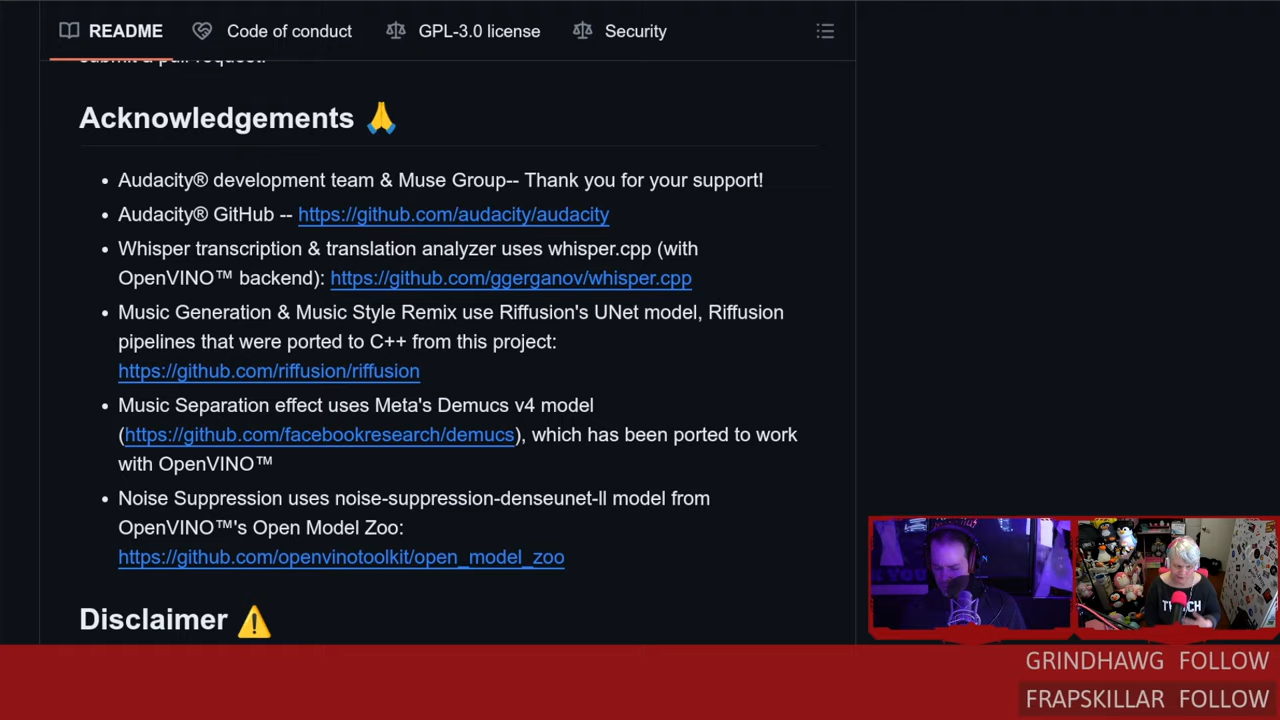 README
Code of conduct
GPL-3.0 license
Security
submit a pull request.
Acknowledgements 🙏
• Audacity® development team & Muse Group-- Thank you for your support!
• Audacity® GitHub -- https://github.com/audacity/audacity
• Whisper transcription & translation analyzer uses whisper.cpp (with
OpenVINO™ backend): https://github.com/ggerganov/whisper.cpp
• Music Generation & Music Style Remix use Riffusion's UNet model, Riffusion
pipelines that were ported to C++ from this project:
https://github.com/riffusion/riffusion
• Music Separation effect uses Meta's Demucs v4 model
(https://github.com/facebookresearch/demucs), which has been ported to work
with OpenVINO™
• Noise Suppression uses noise-suppression-denseunet-ll model from
OpenVINO™'s Open Model Zoo:
https://github.com/openvinotoolkit/open_model_zoo
Disclaimer ⚠️
TWITCH
GRINDHAWG FOLLOW
FRAPSKILLAR FOLLOW